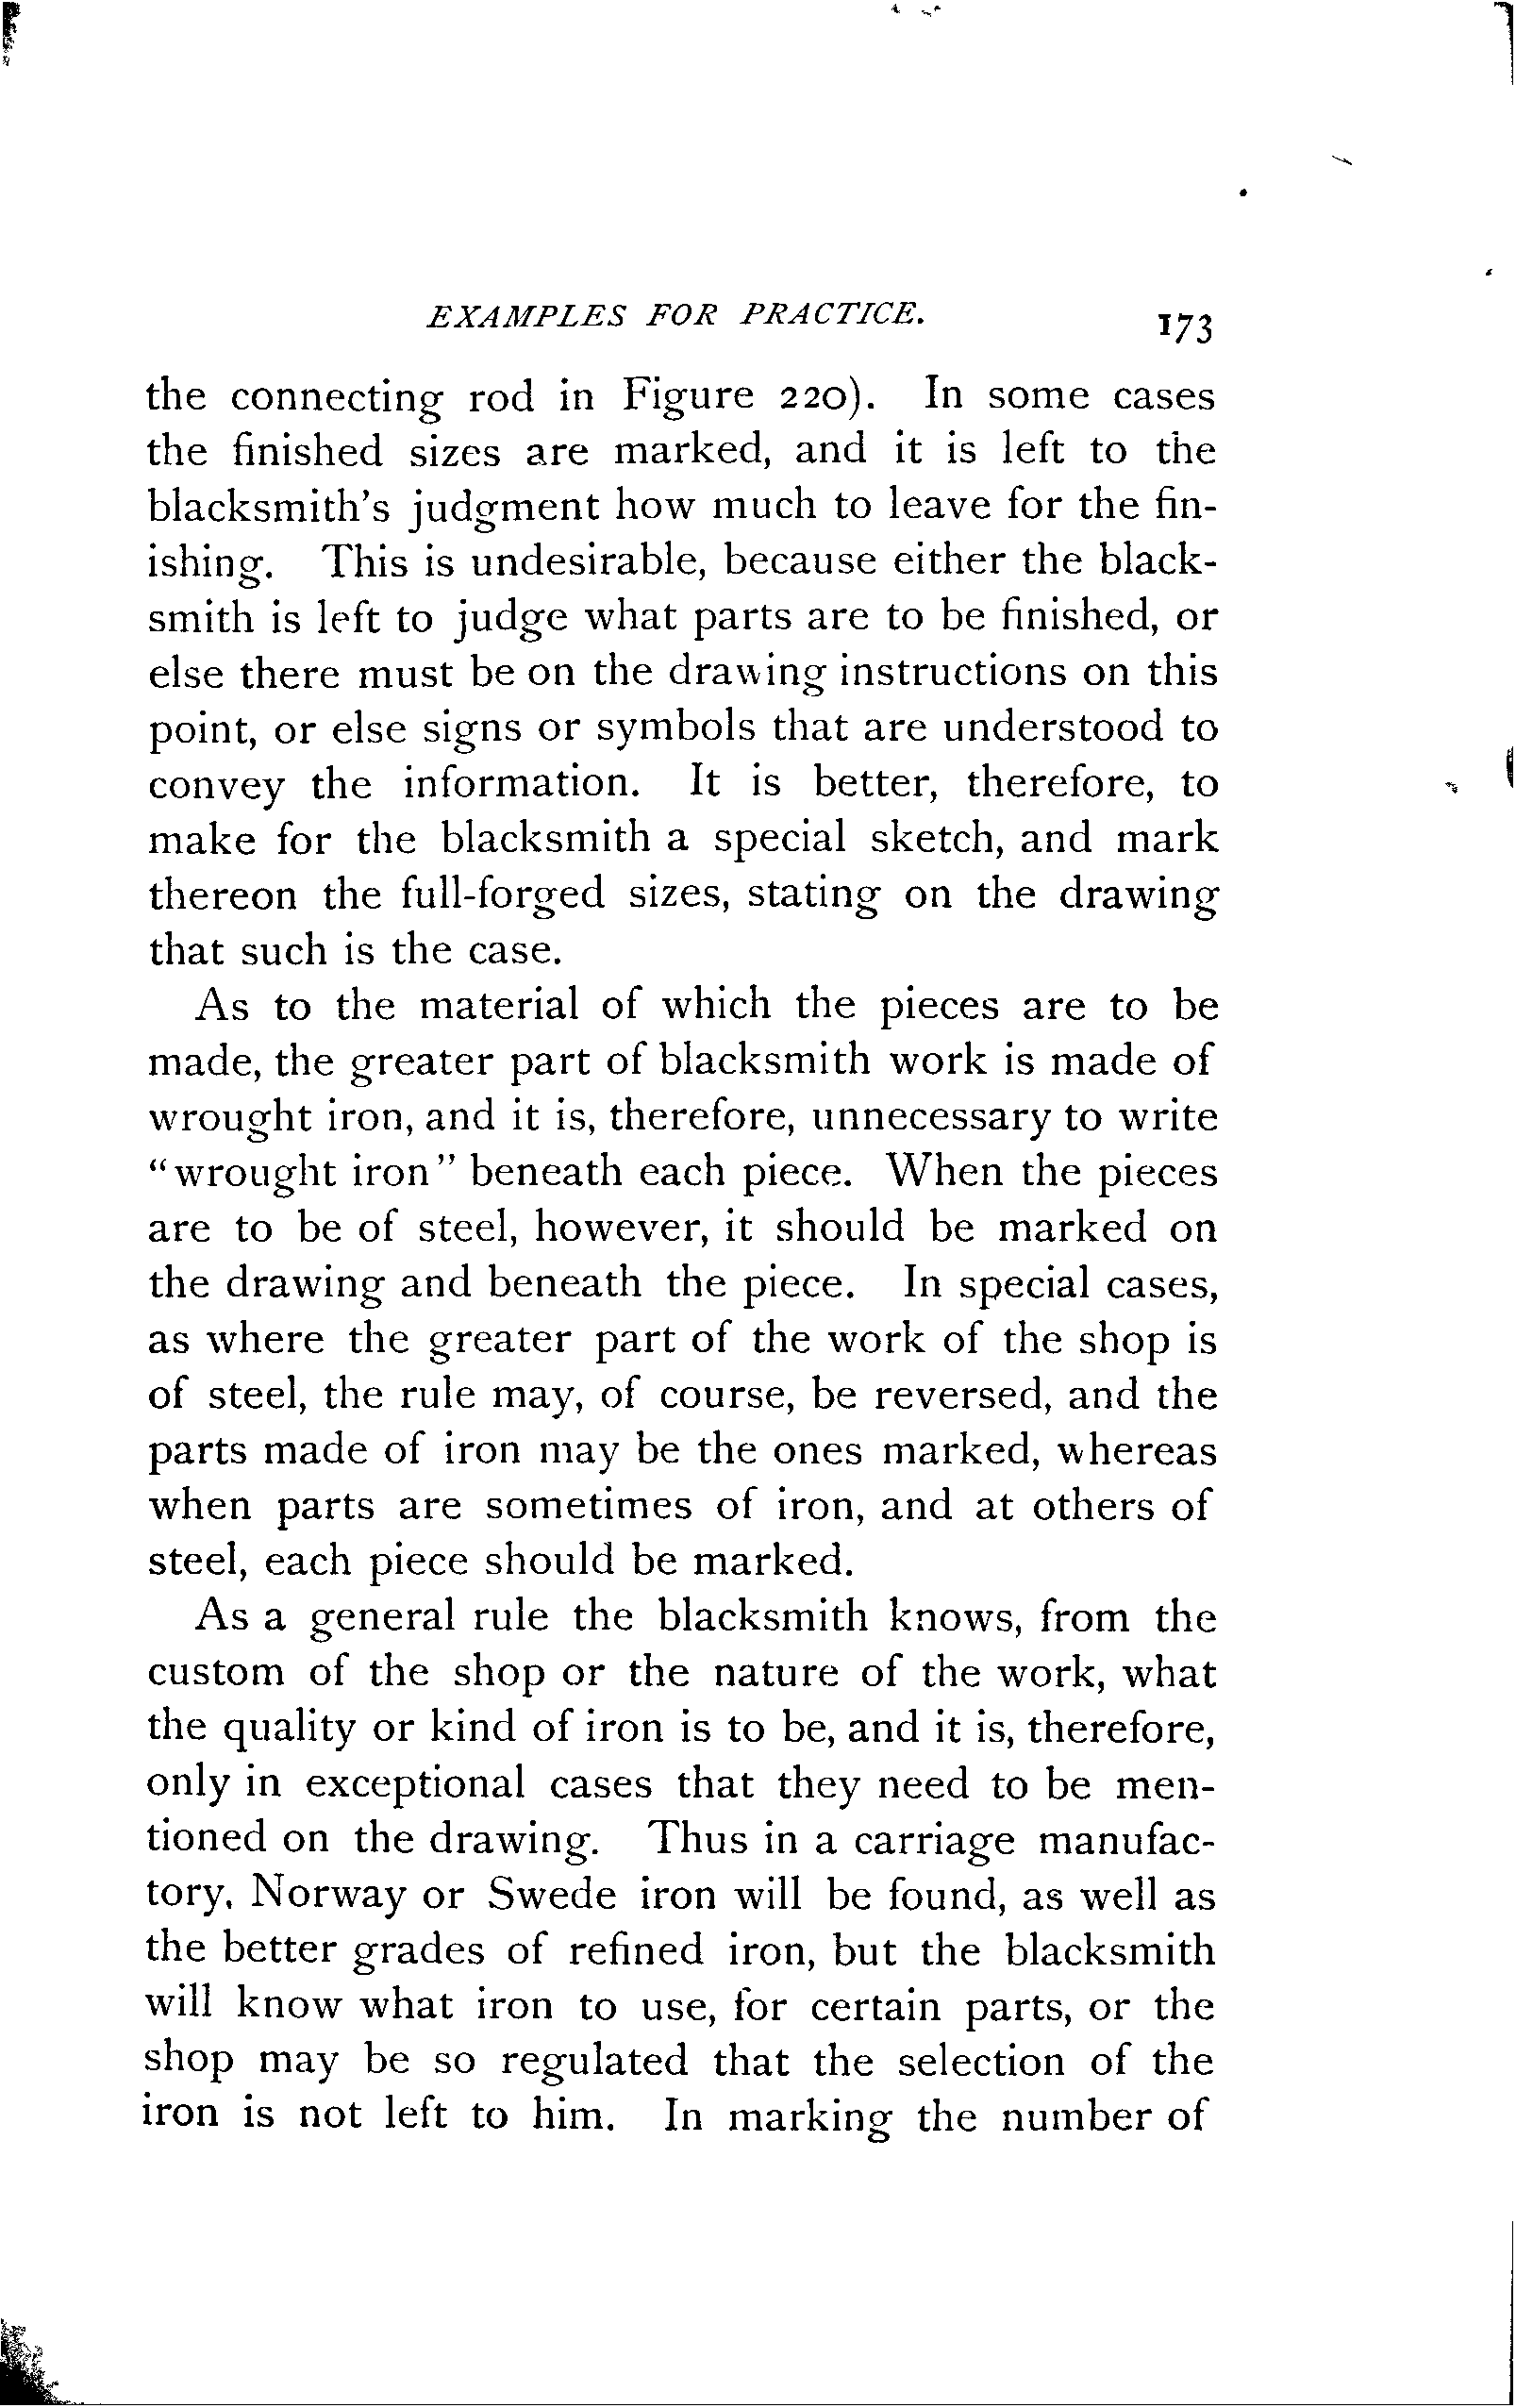 EXAMPLES FOR PRACTICE. 173
the connecting rod in Figure 220). In some cases
the finished sizes are marked, and it is left to the
blacksmith's judgment how much to leave for the fin-
ishing. This is undesirable, because either the black-
smith is left to judge what parts are to be finished, or
else there must be on the drawing instructions on this
point, or else signs or symbols that are understood to
convey the information. It is better, therefore, to
make for the blacksmith a special sketch, and mark
thereon the full-forged sizes, stating on the drawing
that such is the case.
As to the material of which the pieces are to be
made, the greater part of blacksmith work is made of
wrought iron, and it is, therefore, unnecessary to write
“wrought iron” beneath each piece. When the pieces
are to be of steel, however, it should be marked on
the drawing and beneath the piece. In special cases,
as where the greater part of the work of the shop is
of steel, the rule may, of course, be reversed, and the
parts made of iron may be the ones marked, whereas
when parts are sometimes of iron, and at others of
steel, each piece should be marked.
As a general rule the blacksmith knows, from the
custom of the shop or the nature of the work, what
the quality or kind of iron is to be, and it is, therefore,
only in exceptional cases that they need to be men-
tioned on the drawing. Thus in a carriage manufac-
tory, Norway or Swede iron will be found, as well as
the better grades of refined iron, but the blacksmith
will know what iron to use, for certain parts, or the
shop may be so regulated that the selection of the
iron is not left to him. In marking the number of